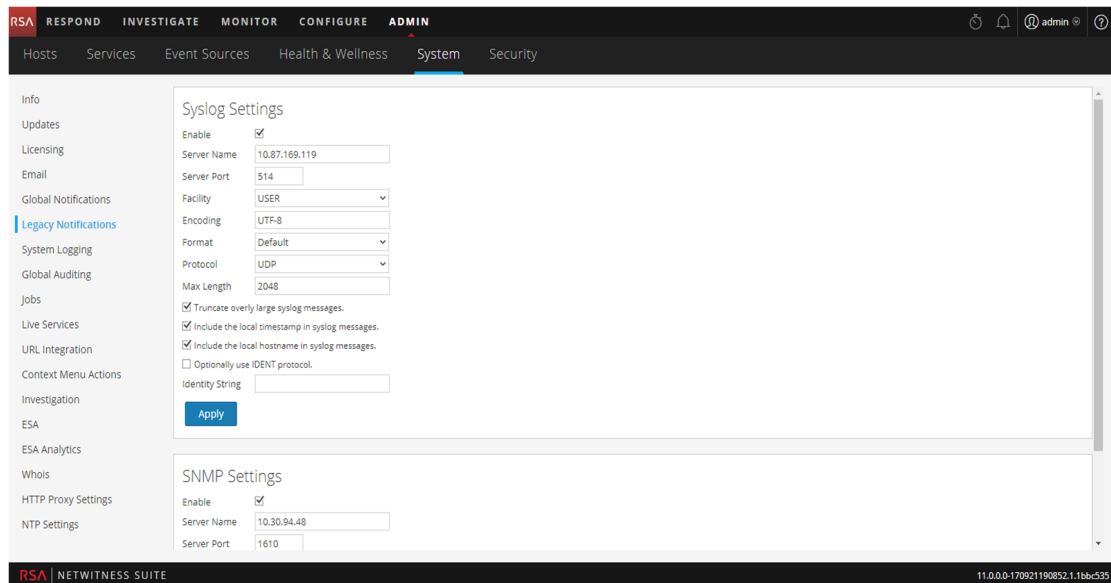 RSA RESPOND INVESTIGATE MONITOR CONFIGURE ADMIN admin
Hosts Services Event Sources Health & Wellness System Security
Info
Updates
Licensing
Email
Global Notifications
Legacy Notifications
System Logging
Global Auditing
Jobs
Live Services
URL Integration
Context Menu Actions
Investigation
ESA
ESA Analytics
Whois
HTTP Proxy Settings
NTP Settings
Syslog Settings
Enable
Server Name 10.87.169.119
Server Port 514
Facility USER
Encoding UTF-8
Format Default
Protocol UDP
Max Length 2048
Truncate overly large syslog messages.
Include the local timestamp in syslog messages.
Include the local hostname in syslog messages.
Optionally use IDENT protocol.
Identity String
Apply
SNMP Settings
Enable
Server Name 10.30.94.48
Server Port 1610
RSA NETWITNESS SUITE 11.0.0.0-170921190852.1.1bbc535